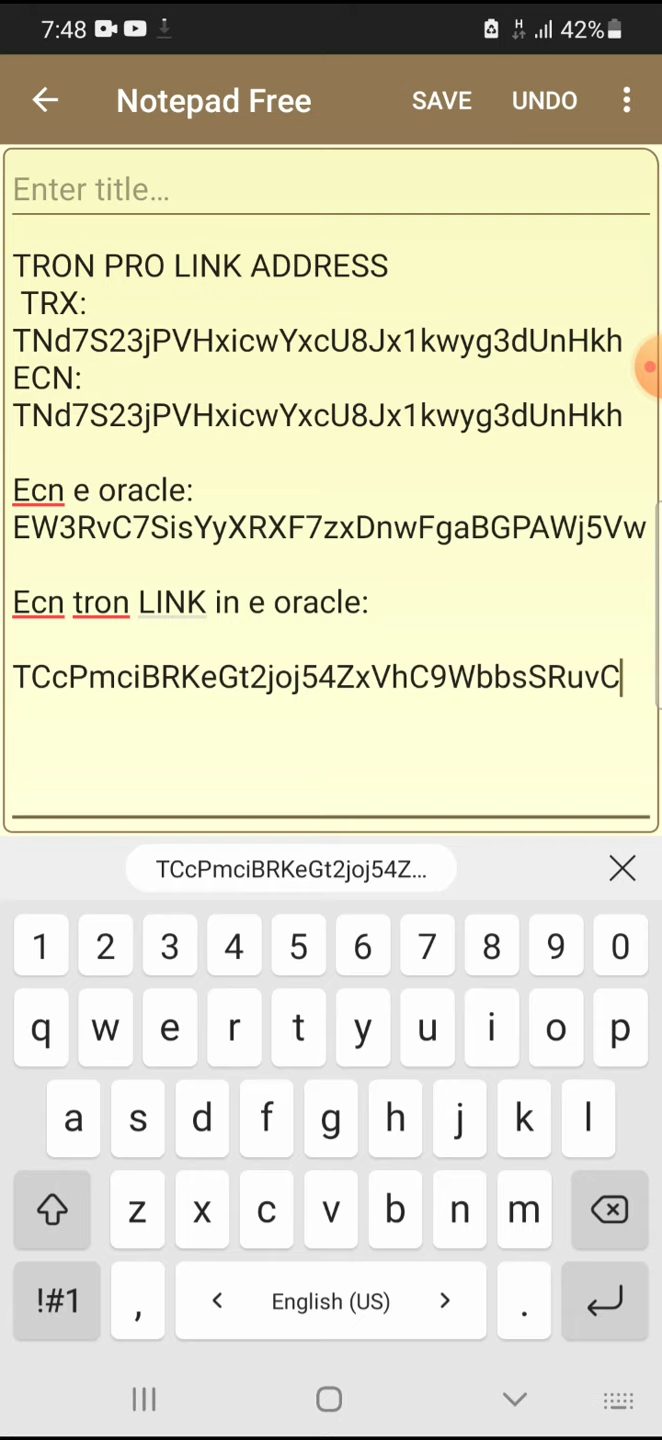 7:48 42%
Notepad Free SAVE UNDO
Enter title...
TRON PRO LINK ADDRESS
TRX:
TNd7S23jPVHxicwYxcU8Jx1kwyg3dUnHkh
ECN:
TNd7S23jPVHxicwYxcU8Jx1kwyg3dUnHkh
Ecn e oracle:
EW3RvC7SisYyXRXF7zxDnwFgaBGPAWj5Vw
Ecn tron LINK in e oracle:
TCcPmciBRKeGt2joj54ZxVhC9WbbsSRuvC
TCcPmciBRKeGt2joj54Z...
1 2 3 4 5 6 7 8 9 0
q w e r t y u i o p
a s d f g h j k l
z x c v b n m
!#1 , < English (US) > .